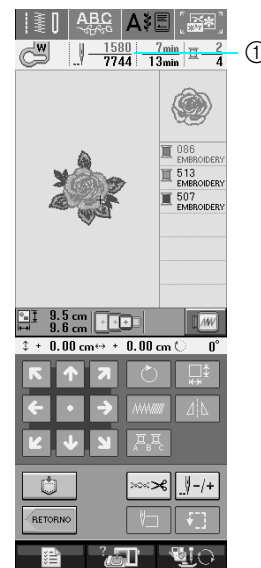 ABC A
W 1580 7min 2
7744 13min 4
①
086
EMBROIDERY
513
EMBROIDERY
507
EMBROIDERY
9.5 cm
9.6 cm
+ 0.00 cm + 0.00 cm 0°
A B C
-/+
RETORNO
?